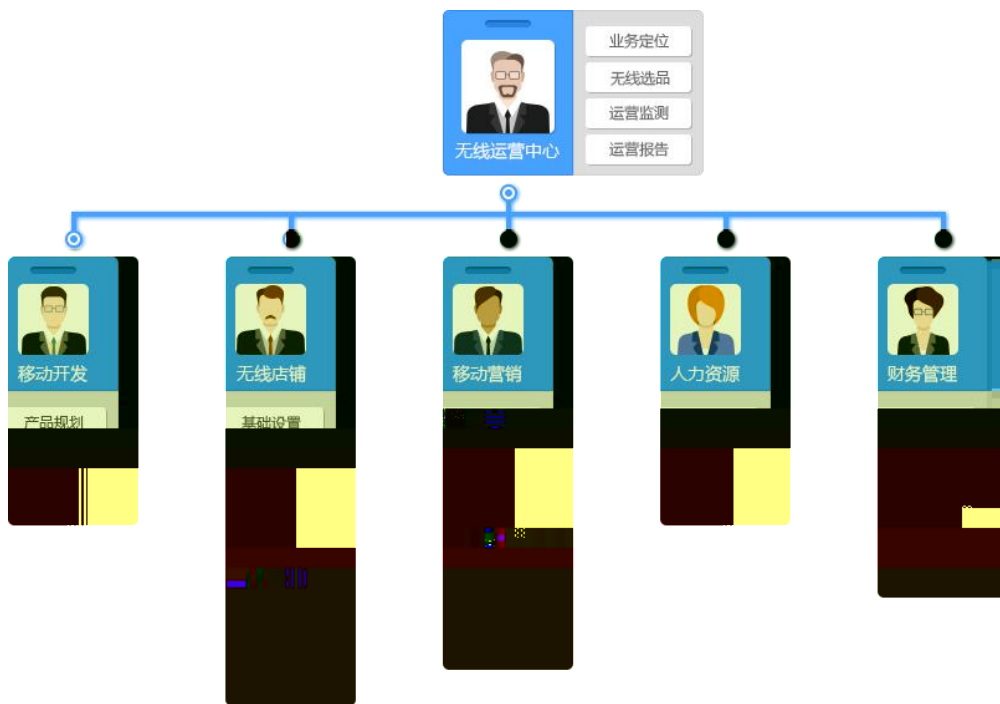 业务定位
无线选品
运营监测
运营报告
无线运营中心
移动开发
无线店铺
移动营销
人力资源
财务管理
产品规划
基础设置